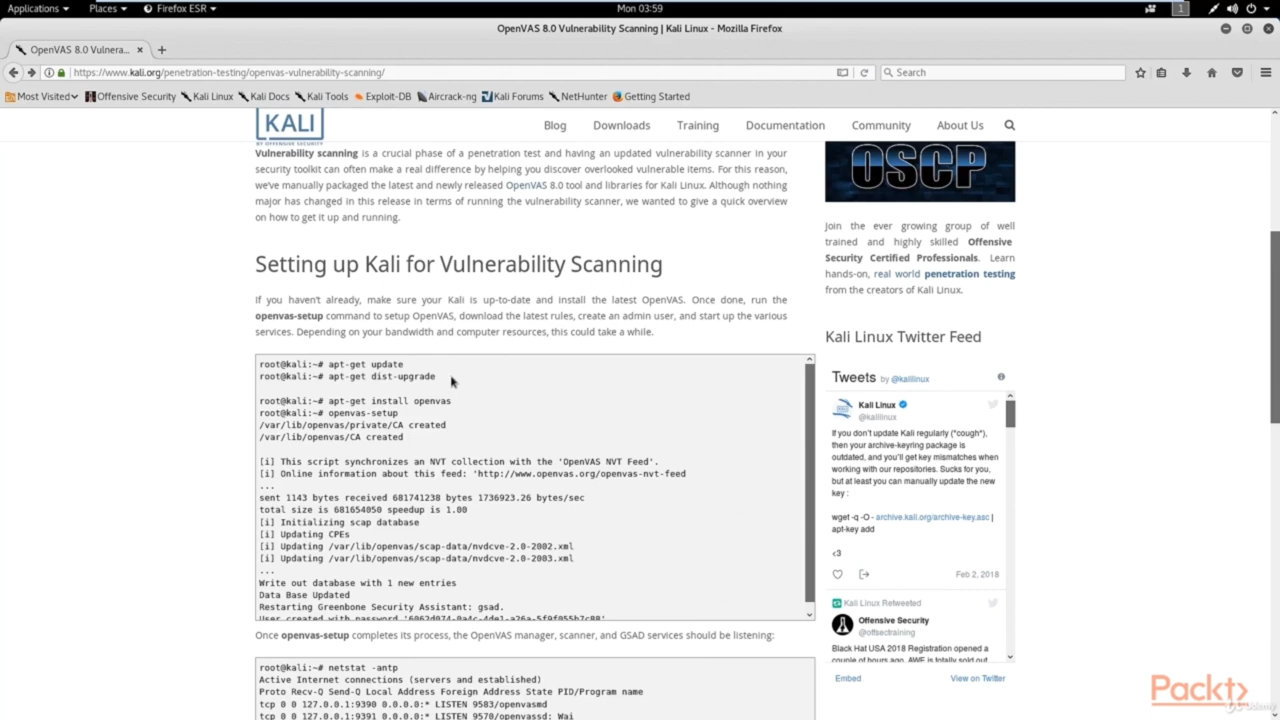 Applications
Places
Firefox ESR
Mon 03:59
1
OpenVAS 8.0 Vulnerability Scanning | Kali Linux - Mozilla Firefox
OpenVAS 8.0 Vulnera...
https://www.kali.org/penetration-testing/openvas-vulnerability-scanning/
Search
Most Visited
Offensive Security
Kali Linux
Kali Docs
Kali Tools
Exploit-DB
Aircrack-ng
Kali Forums
NetHunter
Getting Started
KALI
BY OFFENSIVE SECURITY
Blog
Downloads
Training
Documentation
Community
About Us
Vulnerability scanning is a crucial phase of a penetration test and having an updated vulnerability scanner in your
security toolkit can often make a real difference by helping you discover overlooked vulnerable items. For this reason,
we've manually packaged the latest and newly released OpenVAS 8.0 tool and libraries for Kali Linux. Although nothing
major has changed in this release in terms of running the vulnerability scanner, we wanted to give a quick overview
on how to get it up and running.
Setting up Kali for Vulnerability Scanning
If you haven't already, make sure your Kali is up-to-date and install the latest OpenVAS. Once done, run the
openvas-setup command to setup OpenVAS, download the latest rules, create an admin user, and start up the various
services. Depending on your bandwidth and computer resources, this could take a while.
root@kali:~# apt-get update
root@kali:~# apt-get dist-upgrade
root@kali:~# apt-get install openvas
root@kali:~# openvas-setup
/var/lib/openvas/private/CA created
/var/lib/openvas/CA created
[i] This script synchronizes an NVT collection with the 'OpenVAS NVT Feed'.
[i] Online information about this feed: 'http://www.openvas.org/openvas-nvt-feed
...
sent 1143 bytes received 681741238 bytes 1736923.26 bytes/sec
total size is 681654050 speedup is 1.00
[i] Initializing scap database
[i] Updating CPEs
[i] Updating /var/lib/openvas/scap-data/nvdcve-2.0-2002.xml
[i] Updating /var/lib/openvas/scap-data/nvdcve-2.0-2003.xml
...
Write out database with 1 new entries
Data Base Updated
Restarting Greenbone Security Assistant: gsad.
User created with password '6062d074-0a4c-4de1-a26a-5f9f055b7c88'.
Once openvas-setup completes its process, the OpenVAS manager, scanner, and GSAD services should be listening:
root@kali:~# netstat -antp
Active Internet connections (servers and established)
Proto Recv-Q Send-Q Local Address Foreign Address State PID/Program name
tcp 0 0 127.0.0.1:9390 0.0.0.0:* LISTEN 9583/openvasmd
tcp 0 0 127.0.0.1:9391 0.0.0.0:* LISTEN 9570/openvassd: Wai
OSCP
Join the ever growing group of well
trained and highly skilled Offensive
Security Certified Professionals. Learn
hands-on, real world penetration testing
from the creators of Kali Linux.
Kali Linux Twitter Feed
Tweets by @kalilinux
Kali Linux
@kalilinux
If you don't update Kali regularly (*cough*),
then your archive-keyring package is
outdated, and you'll get key mismatches when
working with our repositories. Sucks for you,
but at least you can manually update the new
key :
wget -q -O - archive.kali.org/archive-key.asc |
apt-key add
<3
Feb 2, 2018
Kali Linux Retweeted
Offensive Security
@offsectraining
Black Hat USA 2018 Registration opened a
couple of hours ago. AWE is totally sold out
Embed
View on Twitter
Packt>
Udemy